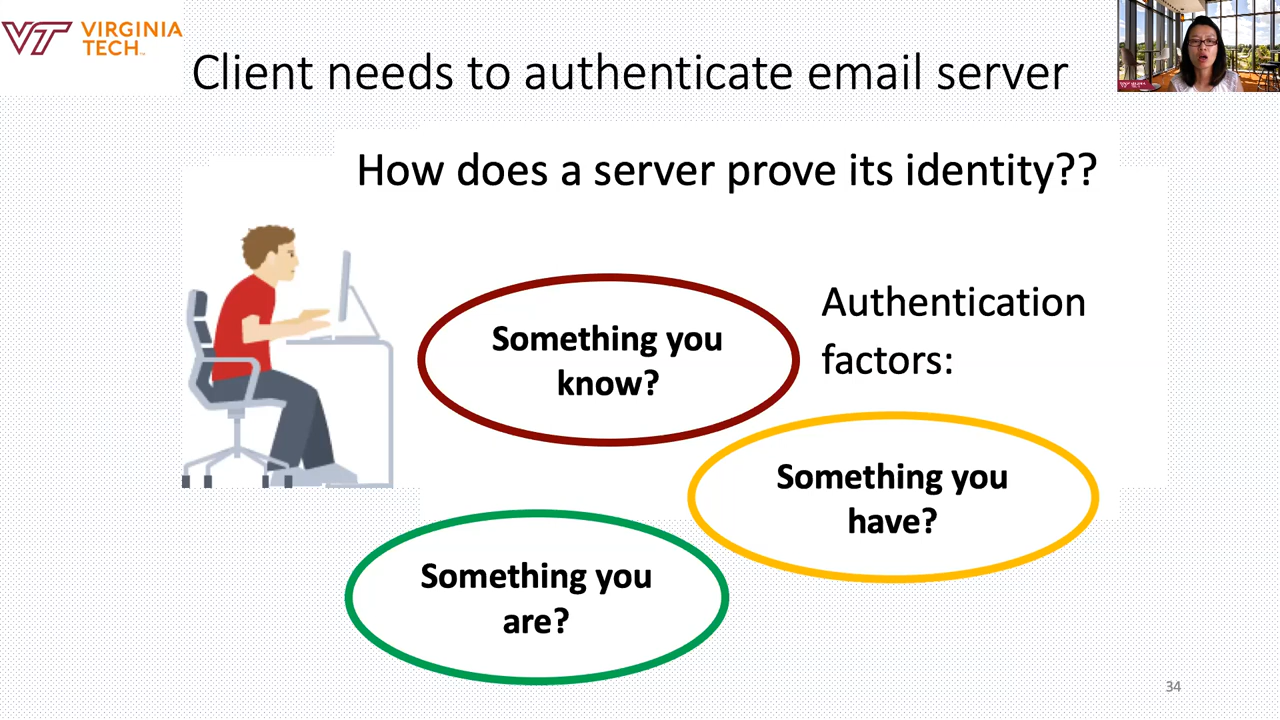 VIRGINIA
TECH
Client needs to authenticate email server
How does a server prove its identity??
Something you
know?
Authentication
factors:
Something you
have?
Something you
are?
34